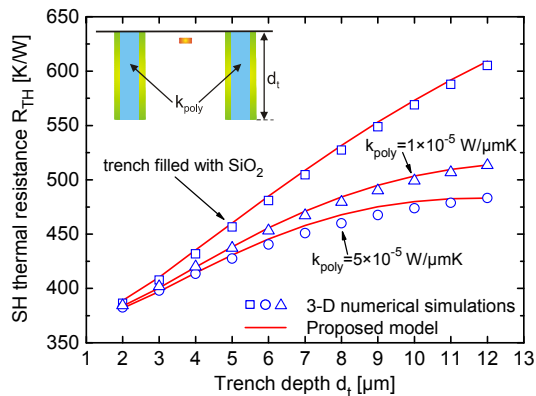 SH thermal resistance R_TH [K/W]
650
600
550
500
450
400
350
d_t
k_poly
trench filled with SiO₂
k_poly=1×10⁻⁵ W/μmK
k_poly=5×10⁻⁵ W/μmK
3-D numerical simulations
Proposed model
1 2 3 4 5 6 7 8 9 10 11 12 13
Trench depth d_t [μm]